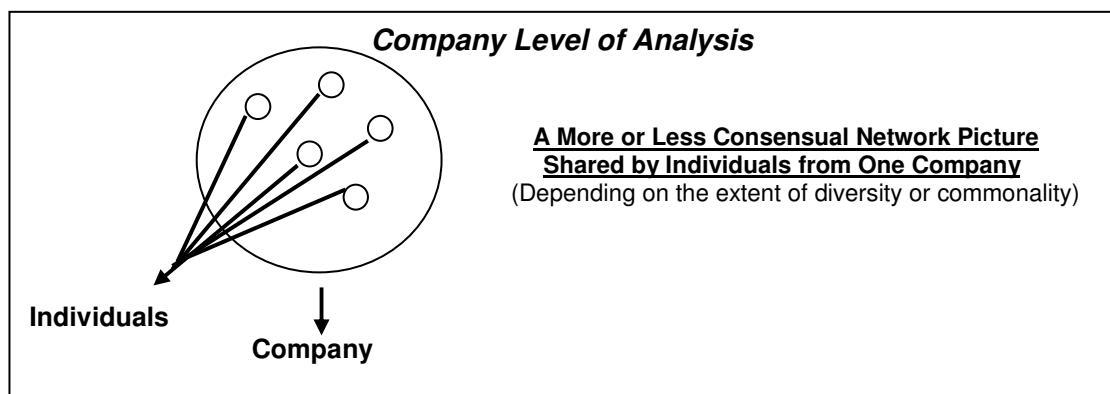 Company Level of Analysis
A More or Less Consensual Network Picture
Shared by Individuals from One Company
(Depending on the extent of diversity or commonality)
Individuals
Company